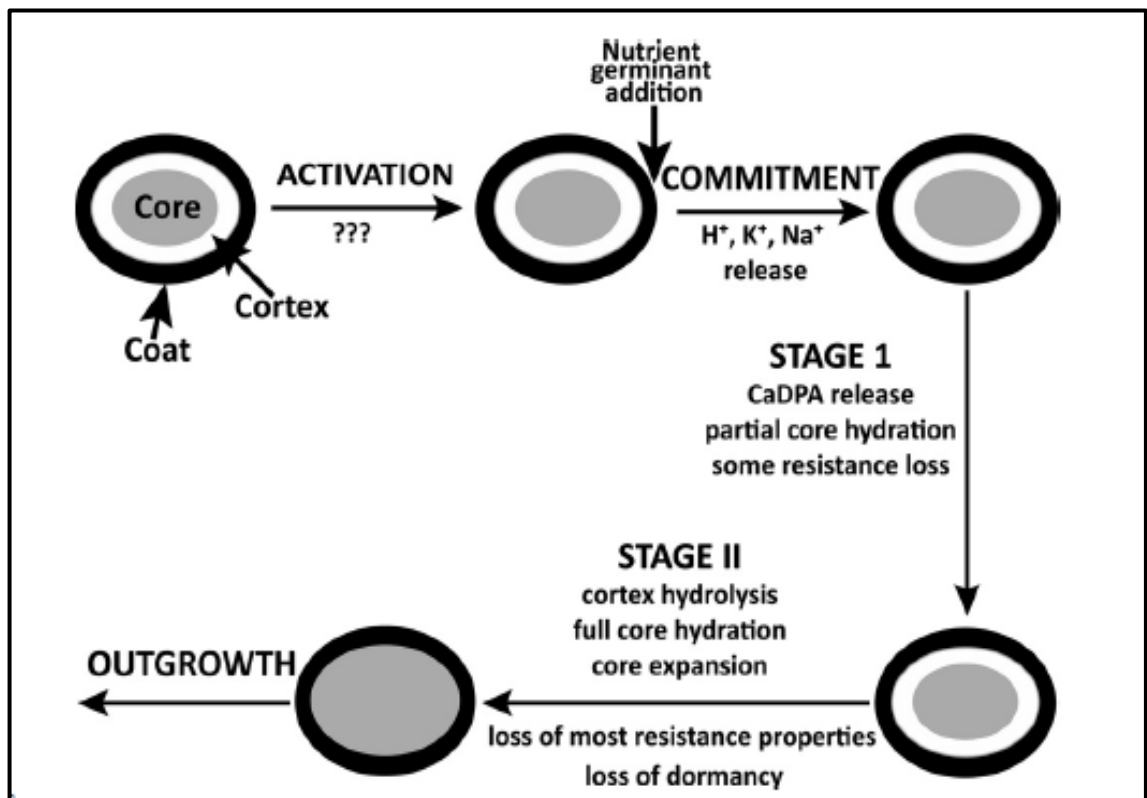 Nutrient
germinant
addition
ACTIVATION
COMMITMENT
Core
???
H⁺, K⁺, Na⁺
release
Cortex
Coat
STAGE 1
CaDPA release
partial core hydration
some resistance loss
STAGE II
cortex hydrolysis
full core hydration
core expansion
OUTGROWTH
loss of most resistance properties
loss of dormancy